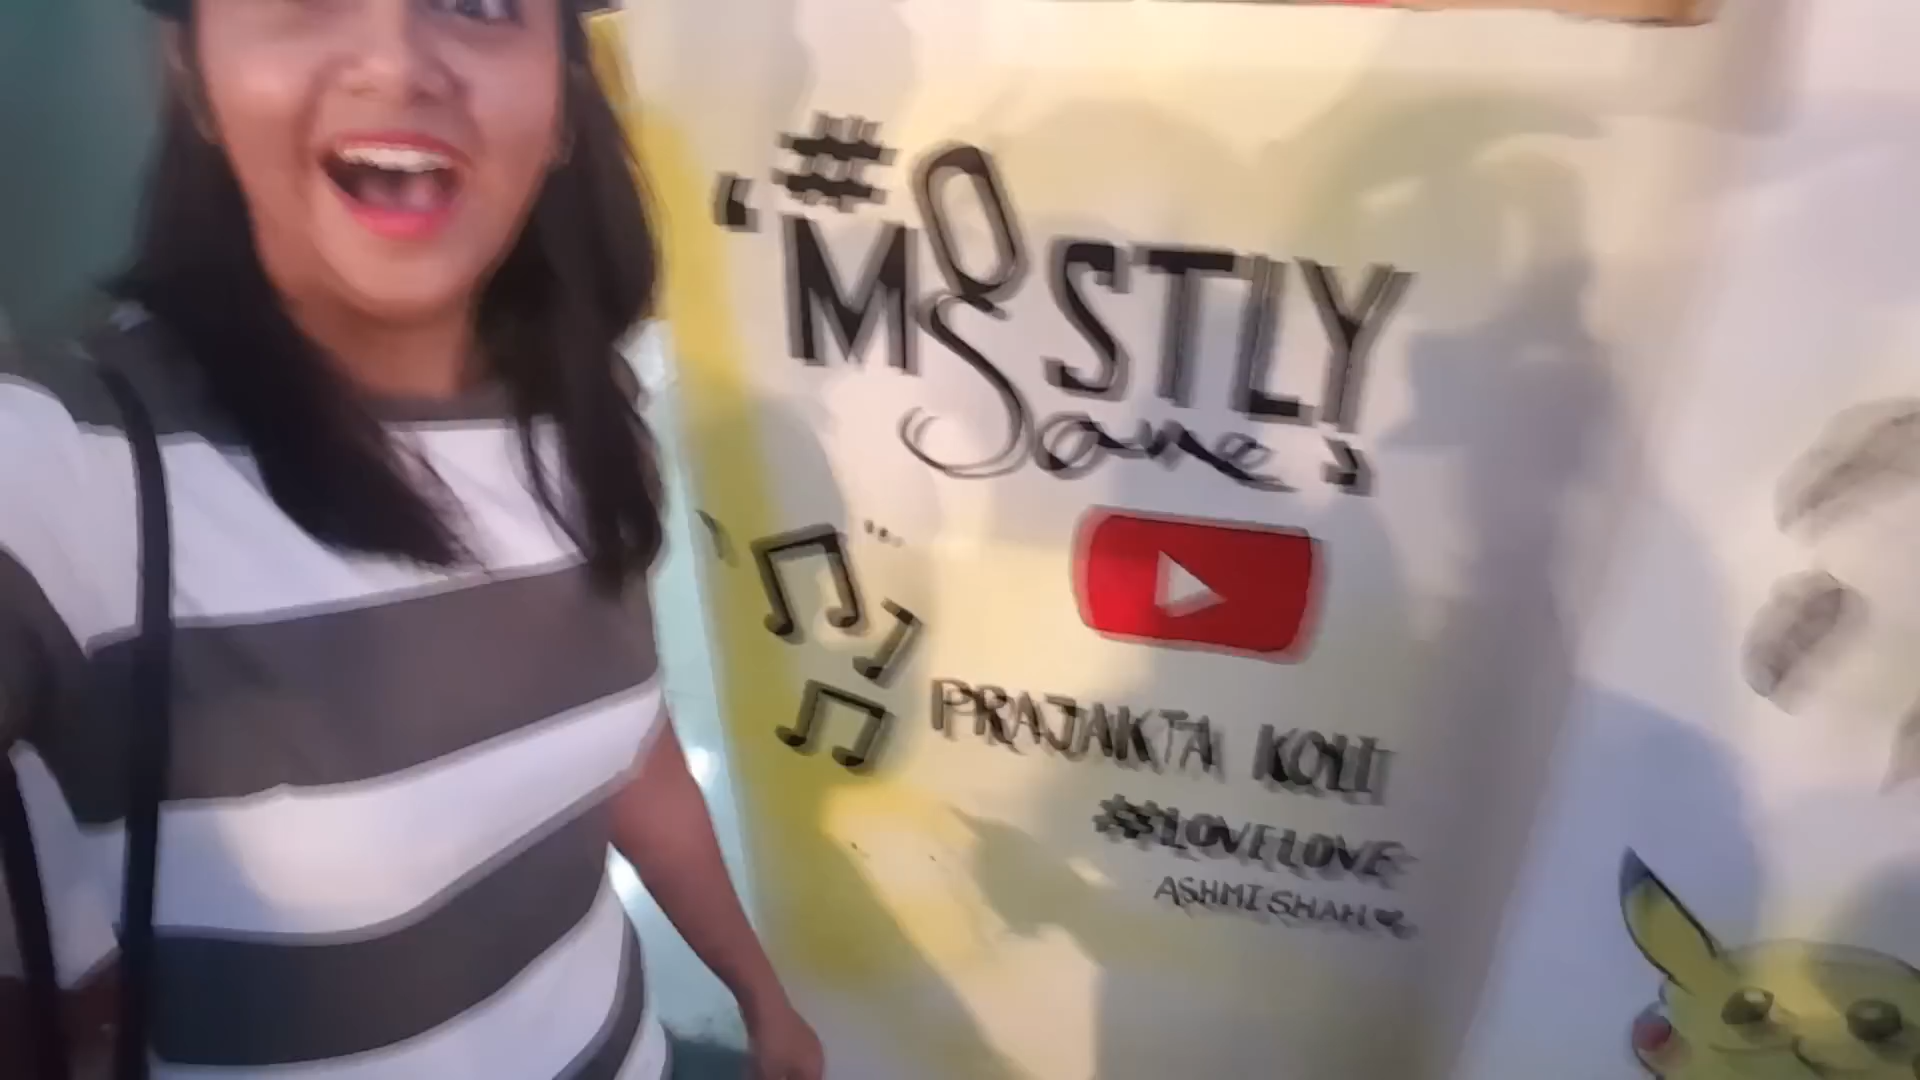 "#MOSTLY
Sane"
PRAJAKTA KOLI
#LOVELOVE
ASHMI SHAH